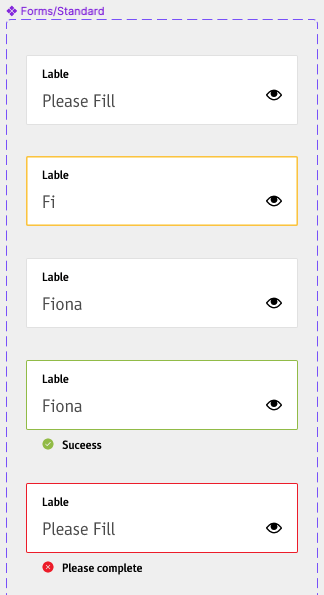 Forms/Standard
Lable
Please Fill
Lable
Fi
Lable
Fiona
Lable
Fiona
Suceess
Lable
Please Fill
Please complete